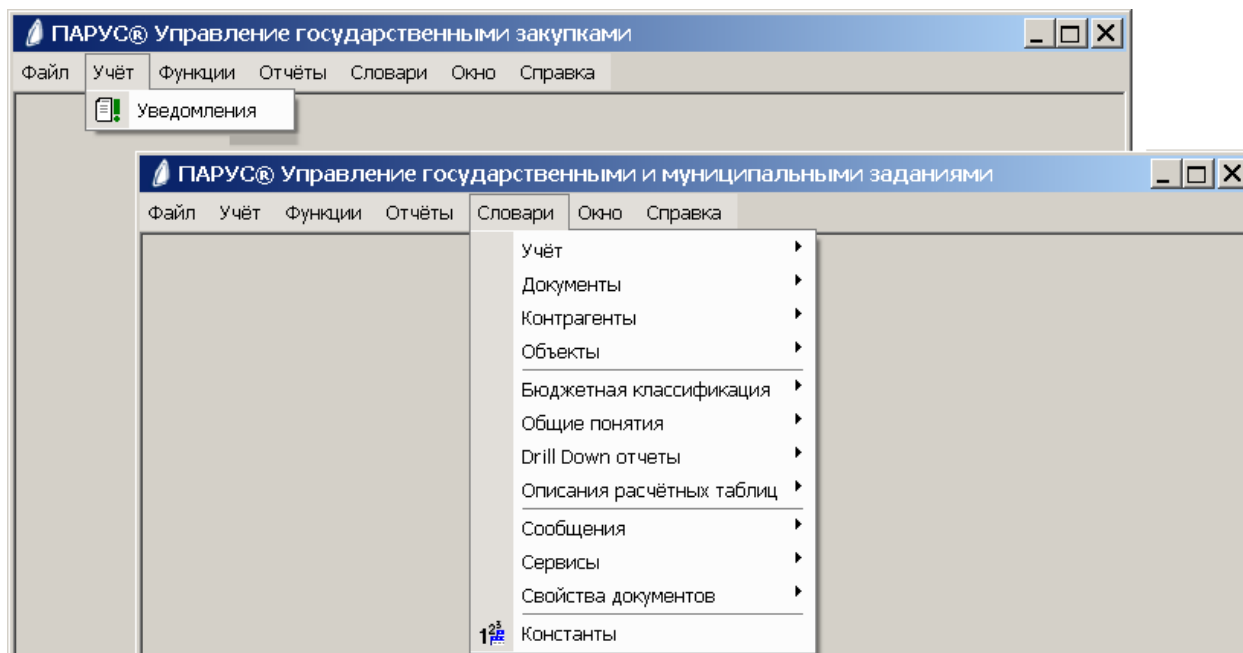 ПАРУС® Управление государственными закупками
Файл Учёт Функции Отчёты Словари Окно Справка
Уведомления
ПАРУС® Управление государственными и муниципальными заданиями
Файл Учёт Функции Отчёты Словари Окно Справка
Учёт
Документы
Контрагенты
Объекты
Бюджетная классификация
Общие понятия
Drill Down отчеты
Описания расчётных таблиц
Сообщения
Сервисы
Свойства документов
Константы